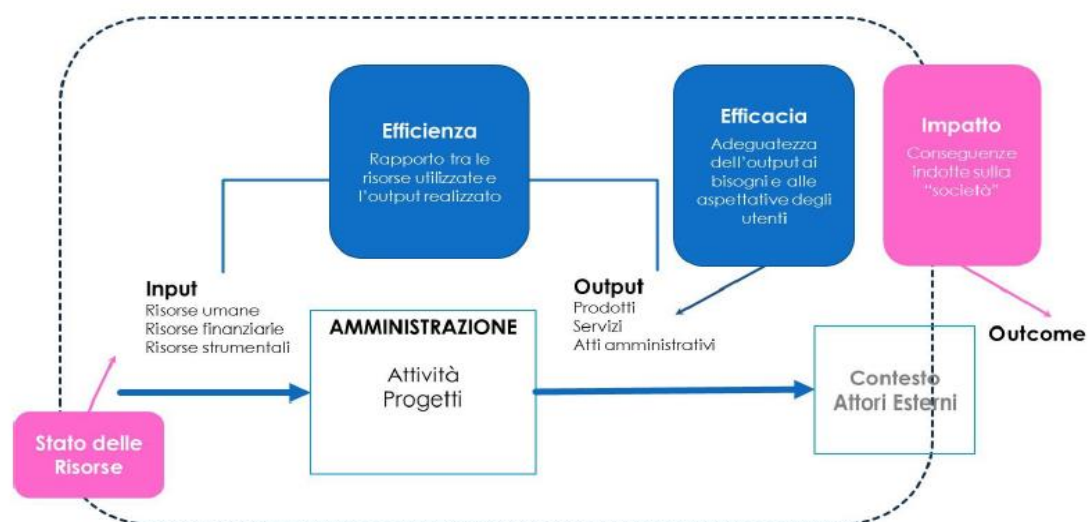 Efficienza
Rapporto tra le
risorse utilizzate e
l'output realizzato
Efficacia
Adeguatezza
dell'output ai
bisogni e alle
aspettative degli
utenti
Impatto
Conseguenze
indotte sulla
"società"
Input
Risorse umane
Risorse finanziarie
Risorse strumentali
AMMINISTRAZIONE
Attività
Progetti
Output
Prodotti
Servizi
Atti amministrativi
Outcome
Contesto
Attori Esterni
Stato delle
Risorse